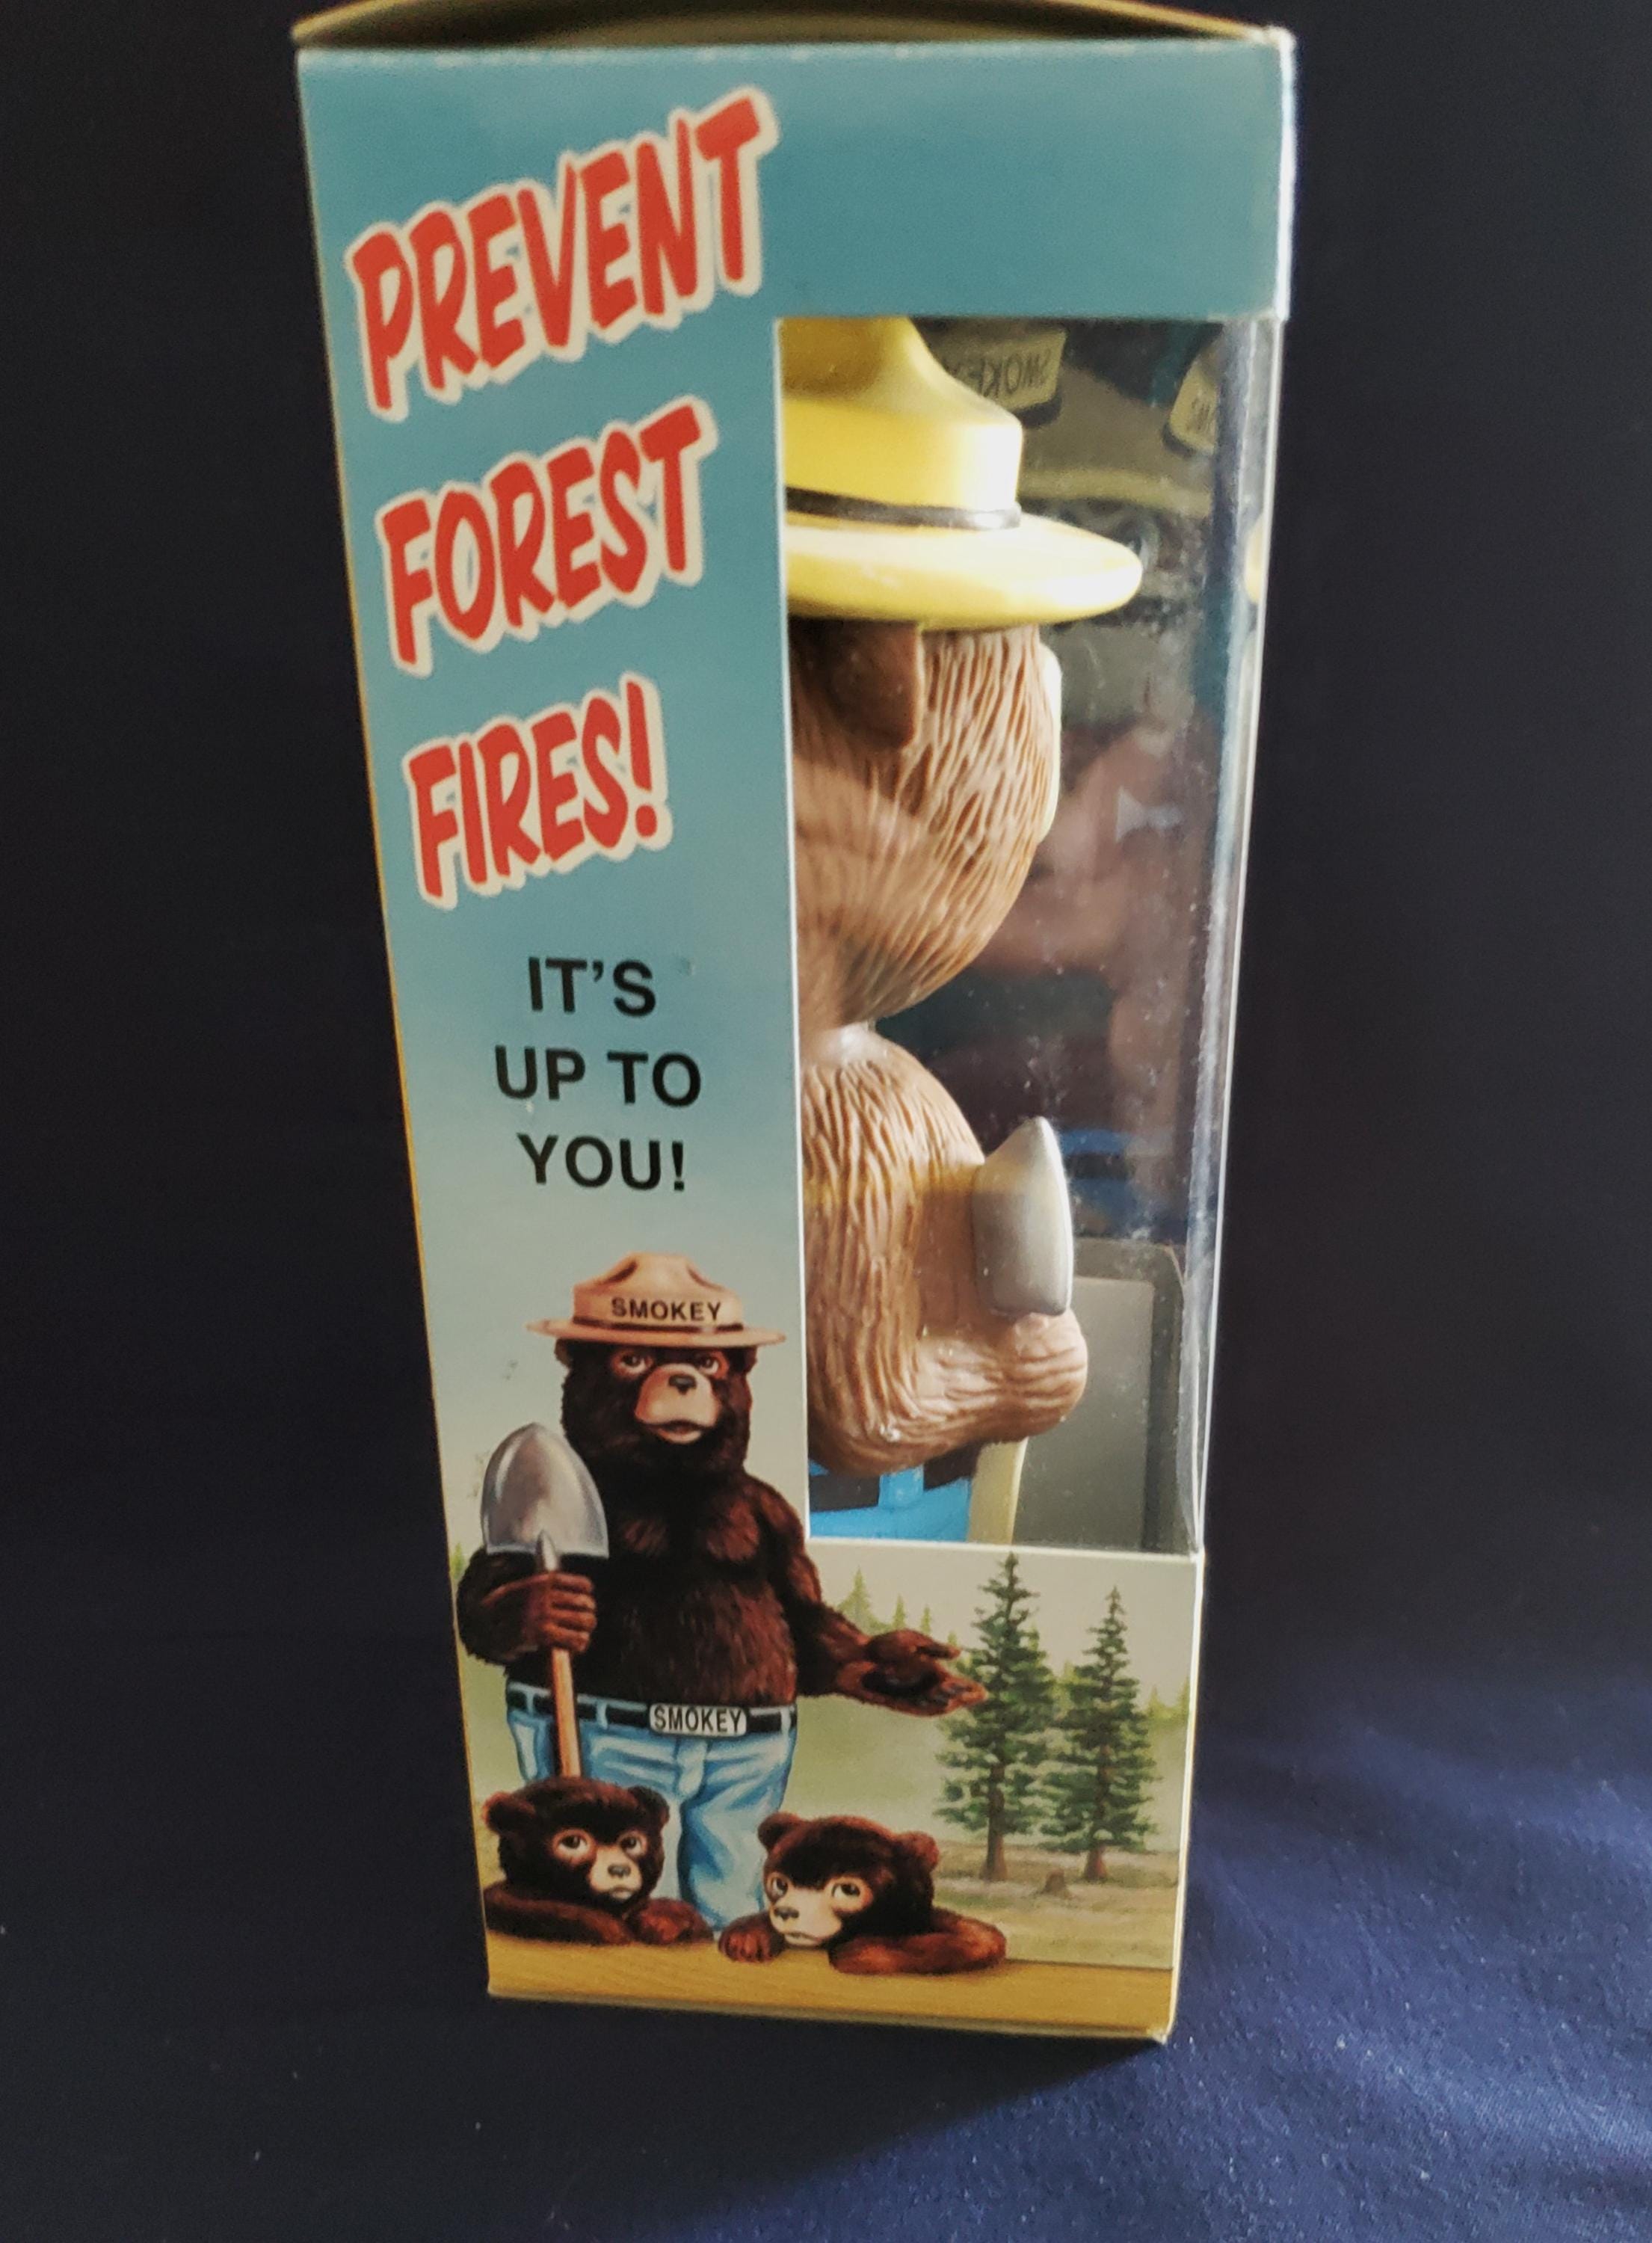 PREVENT
FOREST
FIRES!
IT'S
UP TO
YOU!
SMOKEY
SMOKEY